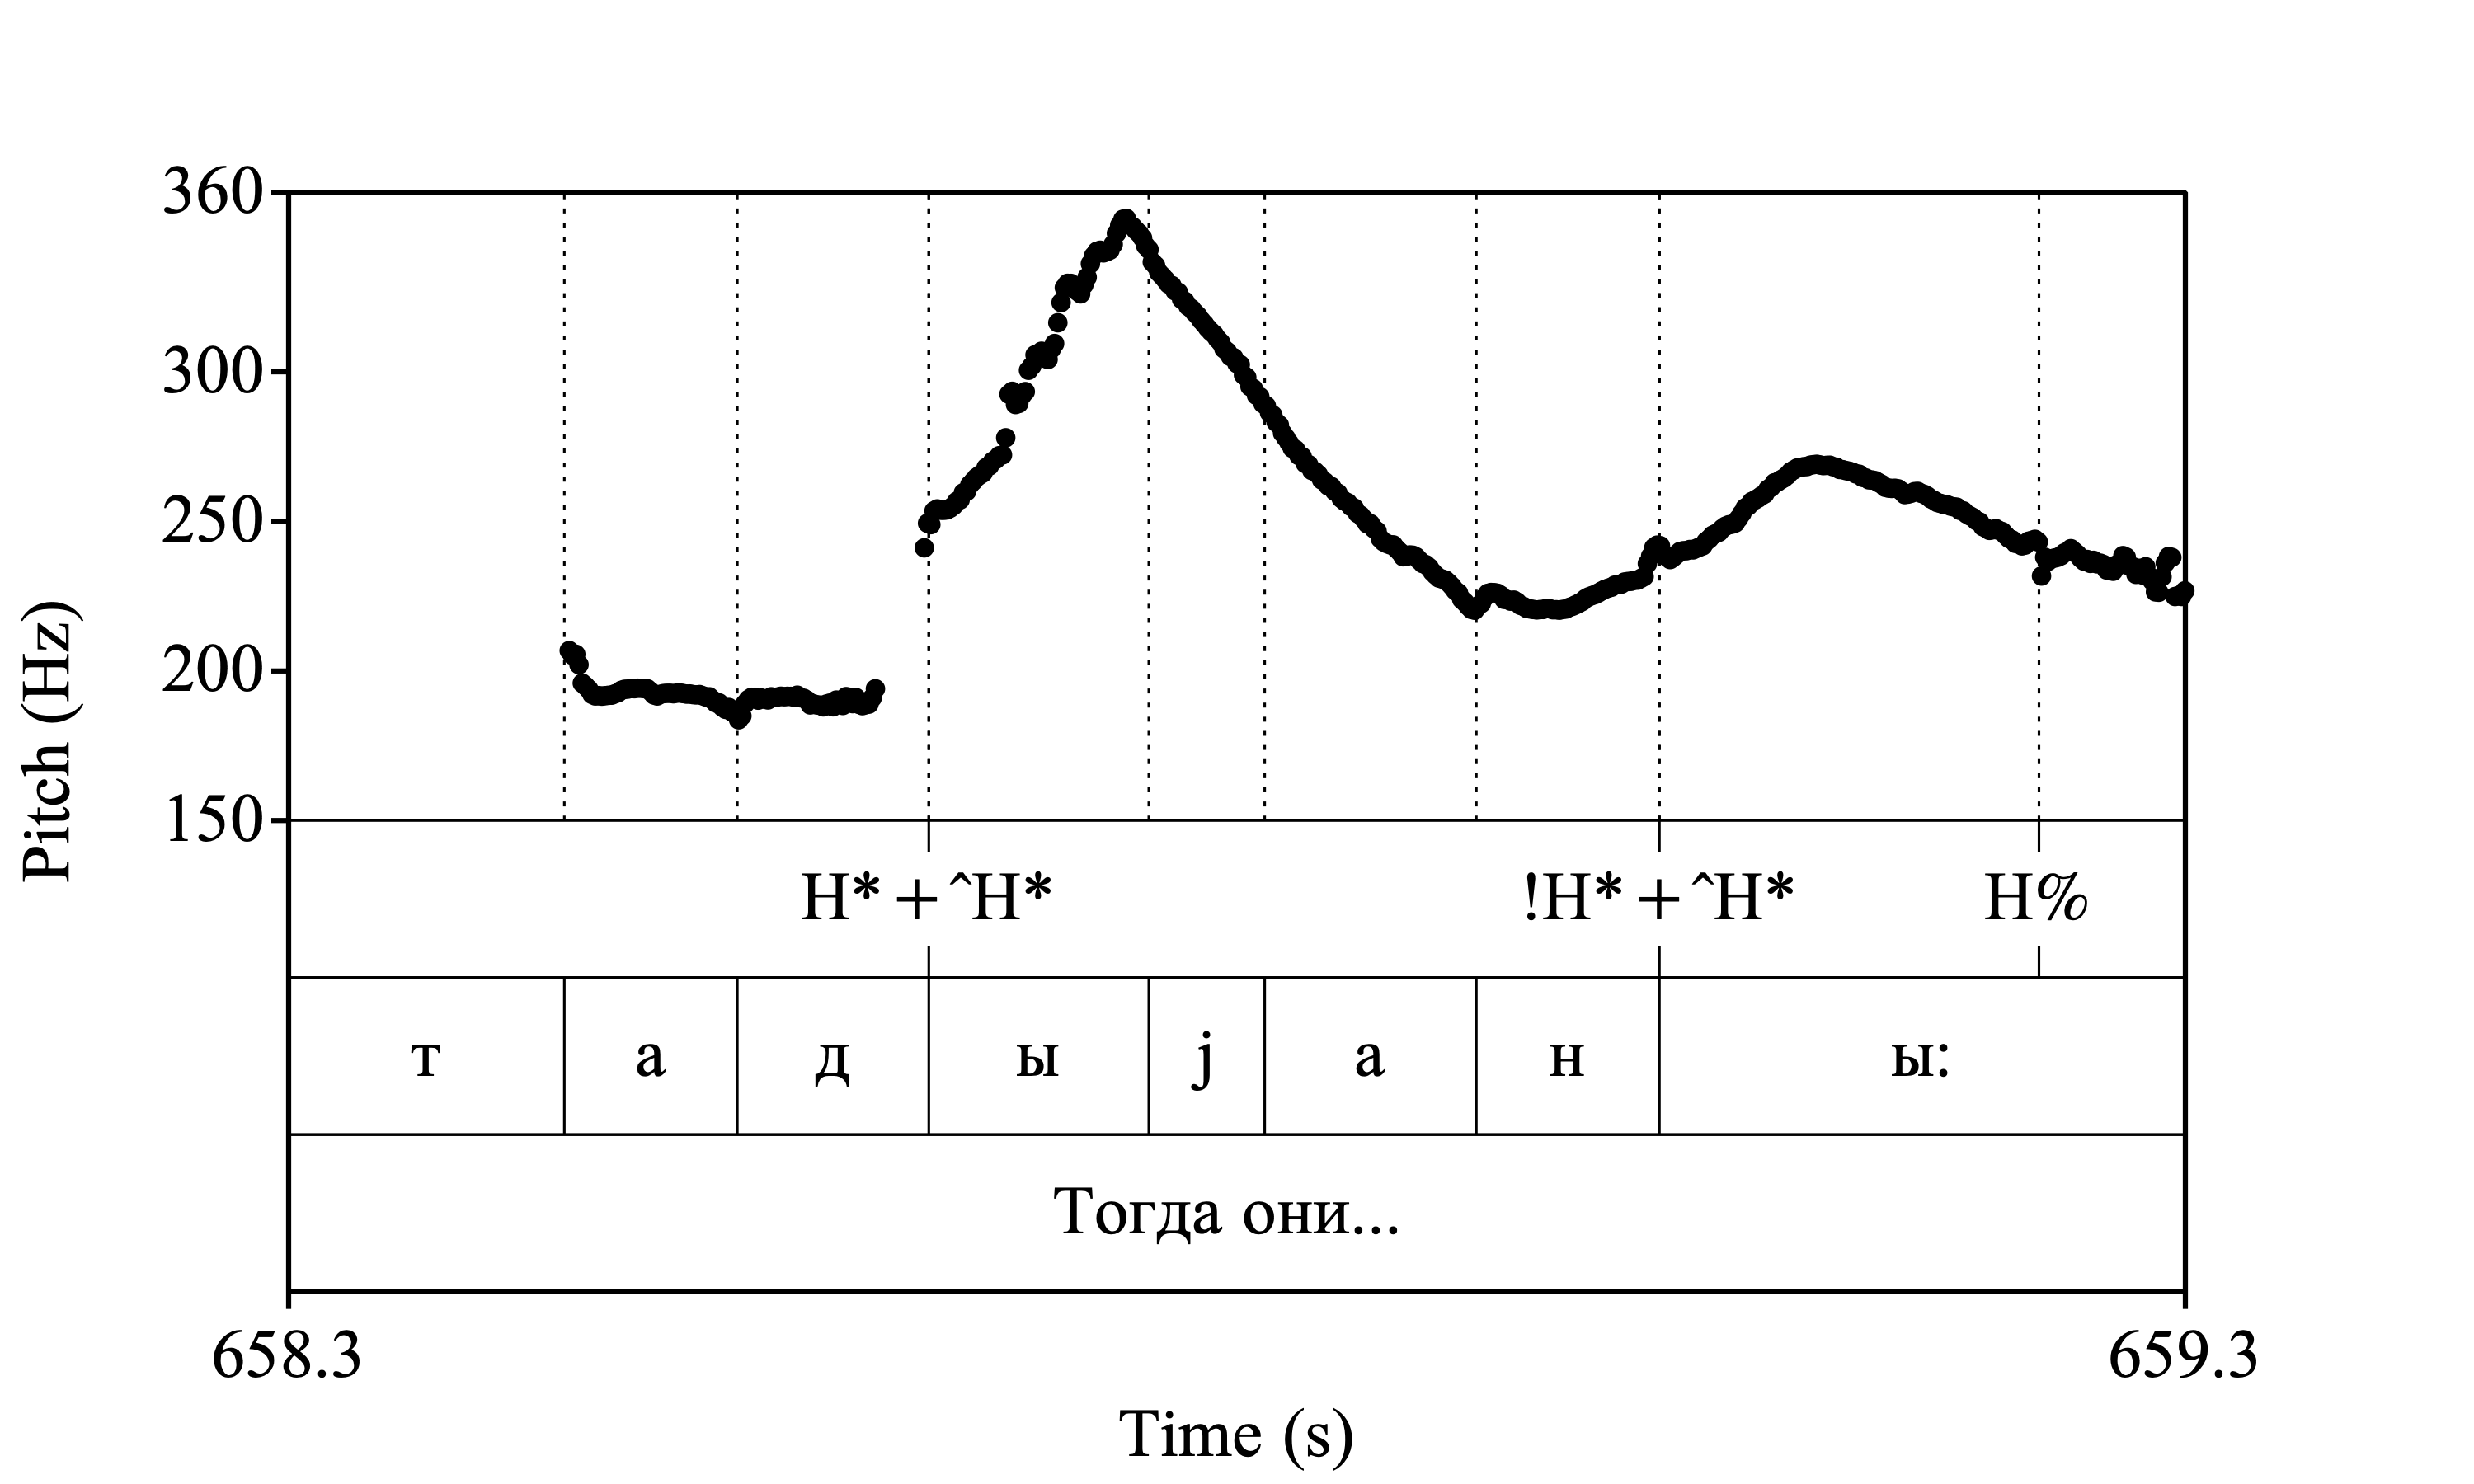 360
300
250
200
150
Pitch (Hz)
H* + ^H* !H* + ^H* H%
т а д ы j а н ы:
Тогда они...
658.3 659.3
Time (s)